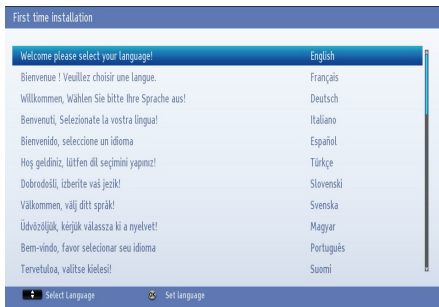 First time installation
Welcome please select your language! English
Bienvenue ! Veuillez choisir une langue. Français
Willkommen, Wählen Sie bitte Ihre Sprache aus! Deutsch
Benvenuti, Selezionate la vostra lingua! Italiano
Bienvenido, seleccione un idioma Español
Hoş geldiniz, lütfen dil seçimini yapınız! Türkçe
Dobrodošli, izberite vaš jezik! Slovenski
Välkommen, välj ditt språk! Svenska
Üdvözöljük, kérjük válassza ki a nyelvet! Magyar
Bem-vindo, favor selecionar seu idioma Português
Tervetuloa, valitse kielesi! Suomi
Select Language OK Set language